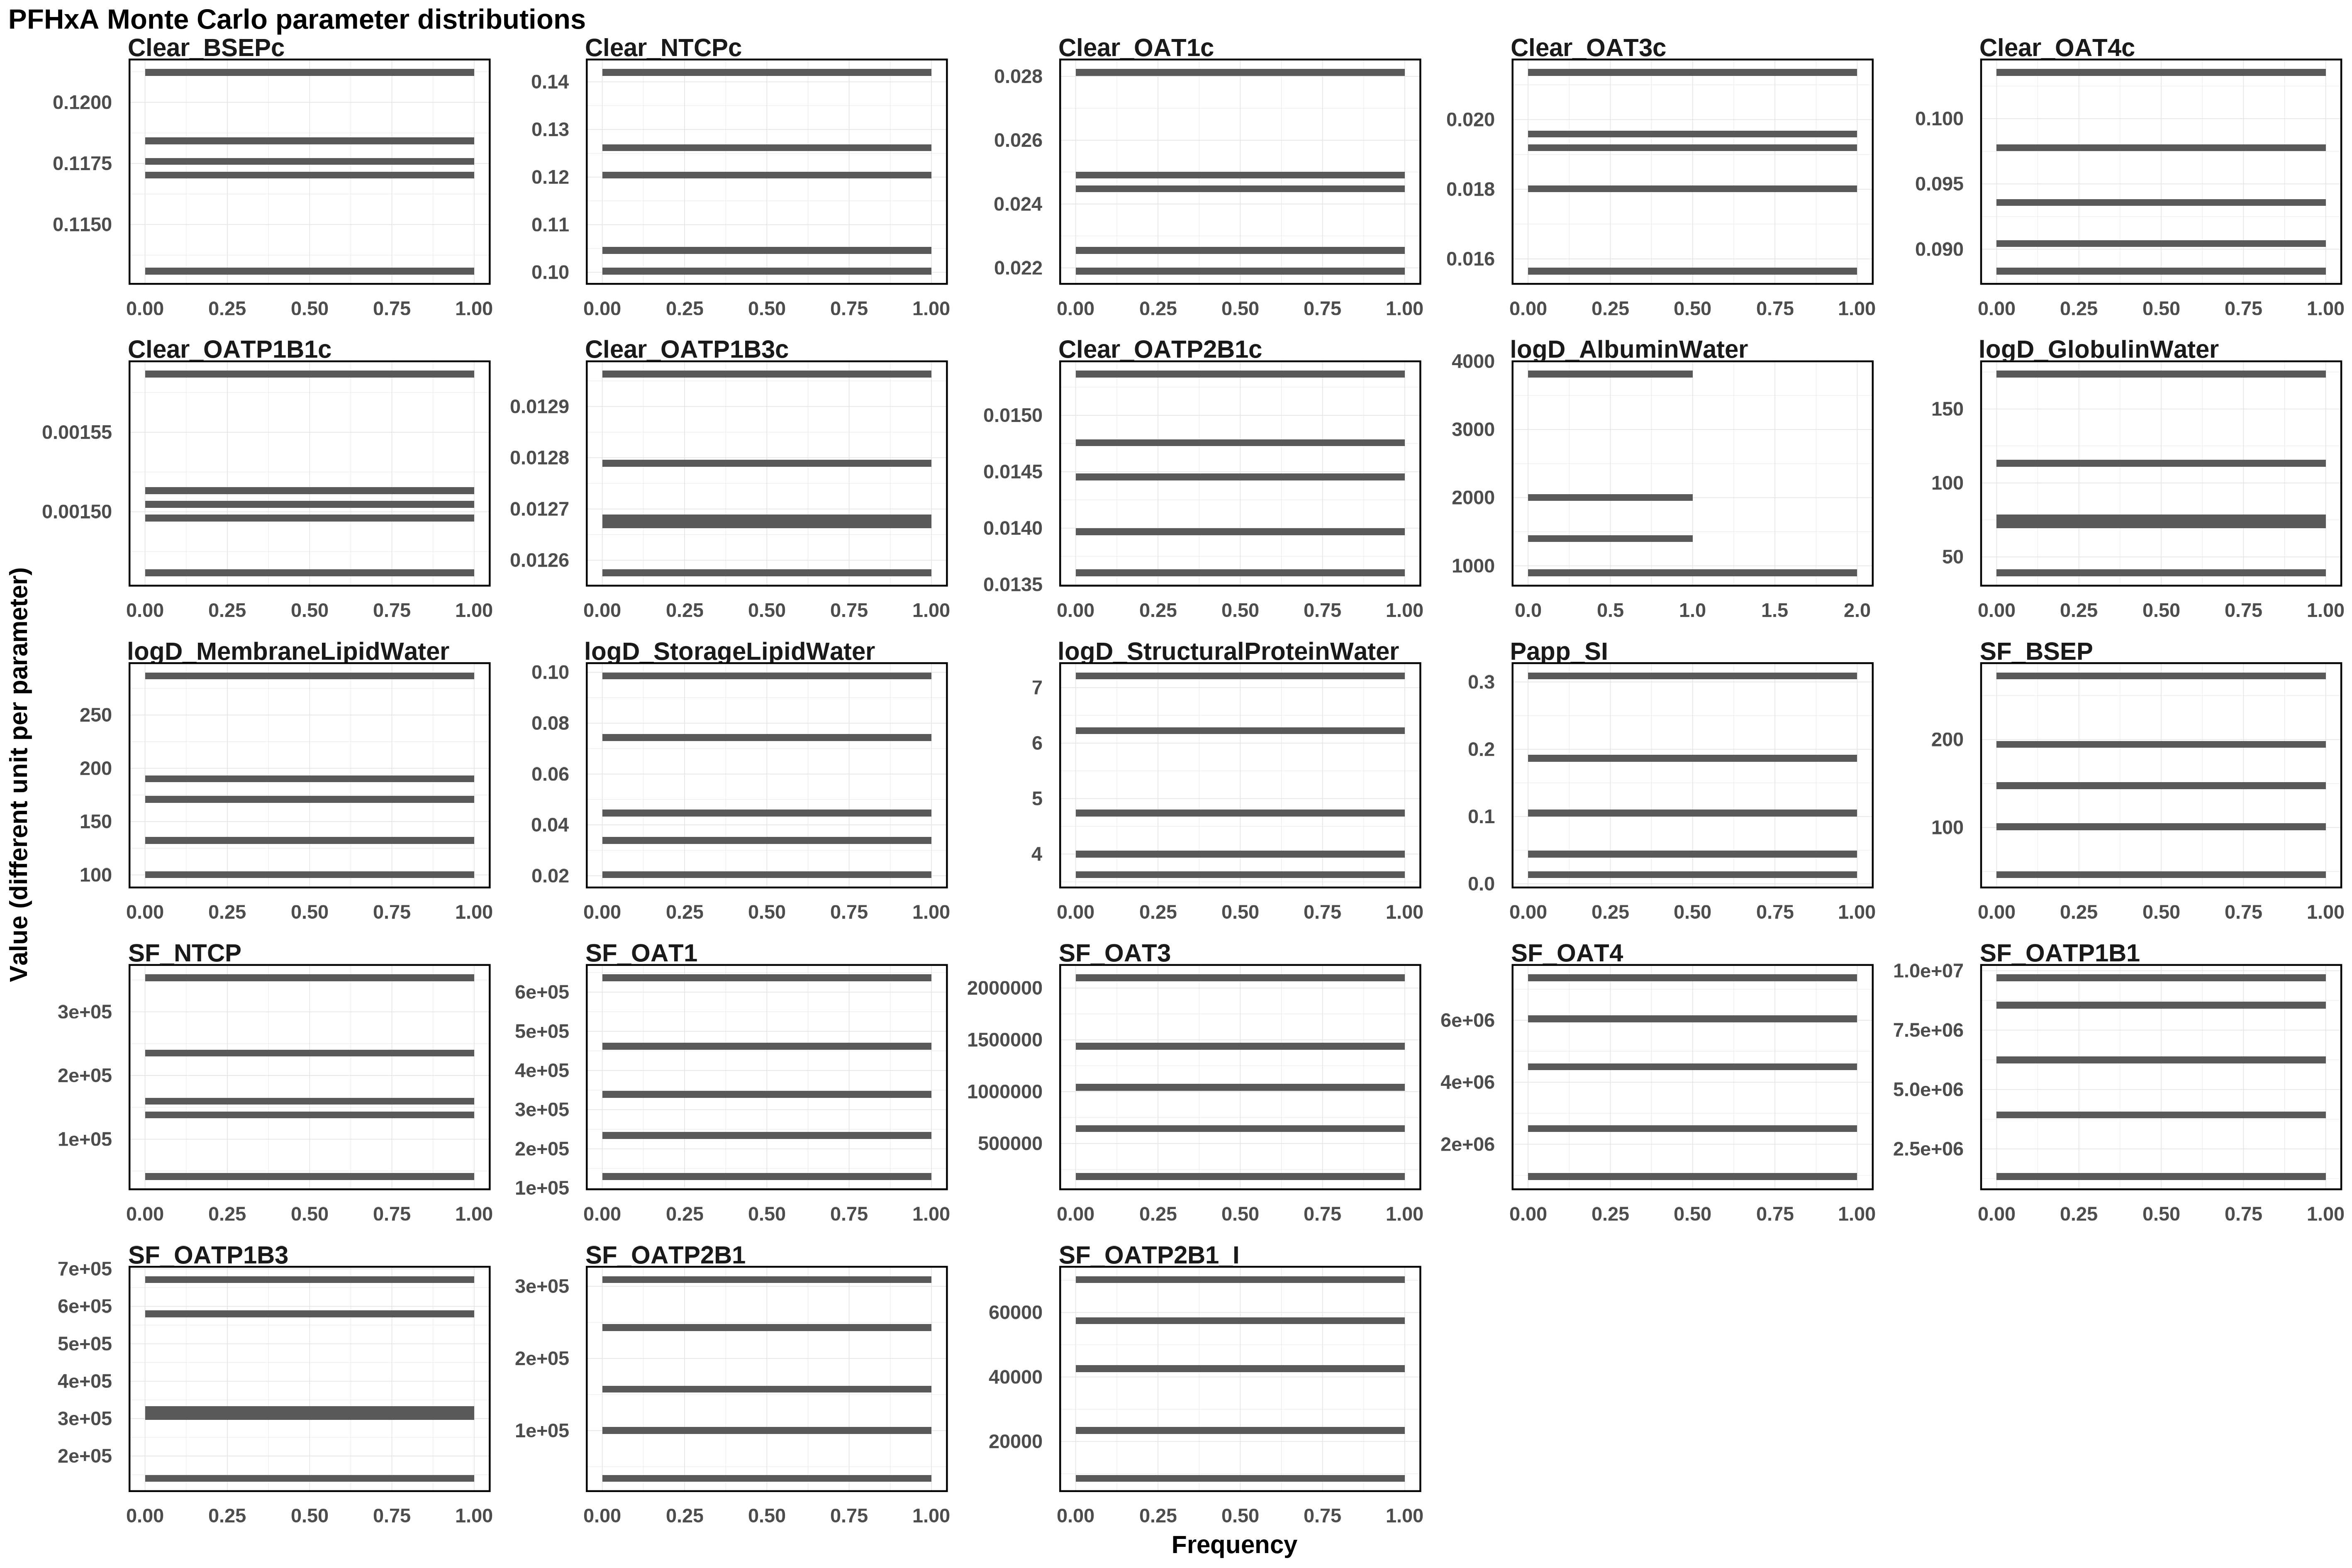 PFHxA Monte Carlo parameter distributions
Clear_BSEPc Clear_NTCPc Clear_OAT1c Clear_OAT3c Clear_OAT4c
0.1200
0.1175
0.1150
0.00 0.25 0.50 0.75 1.00
0.14
0.13
0.12
0.11
0.10
0.00 0.25 0.50 0.75 1.00
0.028
0.026
0.024
0.022
0.00 0.25 0.50 0.75 1.00
0.020
0.018
0.016
0.00 0.25 0.50 0.75 1.00
0.100
0.095
0.090
0.00 0.25 0.50 0.75 1.00
Clear_OATP1B1c Clear_OATP1B3c Clear_OATP2B1c logD_AlbuminWater logD_GlobulinWater
0.00155
0.00150
0.00 0.25 0.50 0.75 1.00
0.0129
0.0128
0.0127
0.0126
0.00 0.25 0.50 0.75 1.00
0.0150
0.0145
0.0140
0.0135
0.00 0.25 0.50 0.75 1.00
4000
3000
2000
1000
0.0 0.5 1.0 1.5 2.0
150
100
50
0.00 0.25 0.50 0.75 1.00
logD_MembraneLipidWater logD_StorageLipidWater logD_StructuralProteinWater Papp_SI SF_BSEP
250
200
150
100
0.00 0.25 0.50 0.75 1.00
0.10
0.08
0.06
0.04
0.02
0.00 0.25 0.50 0.75 1.00
7
6
5
4
0.00 0.25 0.50 0.75 1.00
0.3
0.2
0.1
0.0
0.00 0.25 0.50 0.75 1.00
200
100
0.00 0.25 0.50 0.75 1.00
SF_NTCP SF_OAT1 SF_OAT3 SF_OAT4 SF_OATP1B1
3e+05
2e+05
1e+05
0.00 0.25 0.50 0.75 1.00
6e+05
5e+05
4e+05
3e+05
2e+05
1e+05
0.00 0.25 0.50 0.75 1.00
2000000
1500000
1000000
500000
0.00 0.25 0.50 0.75 1.00
6e+06
4e+06
2e+06
0.00 0.25 0.50 0.75 1.00
1.0e+07
7.5e+06
5.0e+06
2.5e+06
0.00 0.25 0.50 0.75 1.00
SF_OATP1B3 SF_OATP2B1 SF_OATP2B1_I
7e+05
6e+05
5e+05
4e+05
3e+05
2e+05
0.00 0.25 0.50 0.75 1.00
3e+05
2e+05
1e+05
0.00 0.25 0.50 0.75 1.00
60000
40000
20000
0.00 0.25 0.50 0.75 1.00
Value (different unit per parameter)
Frequency